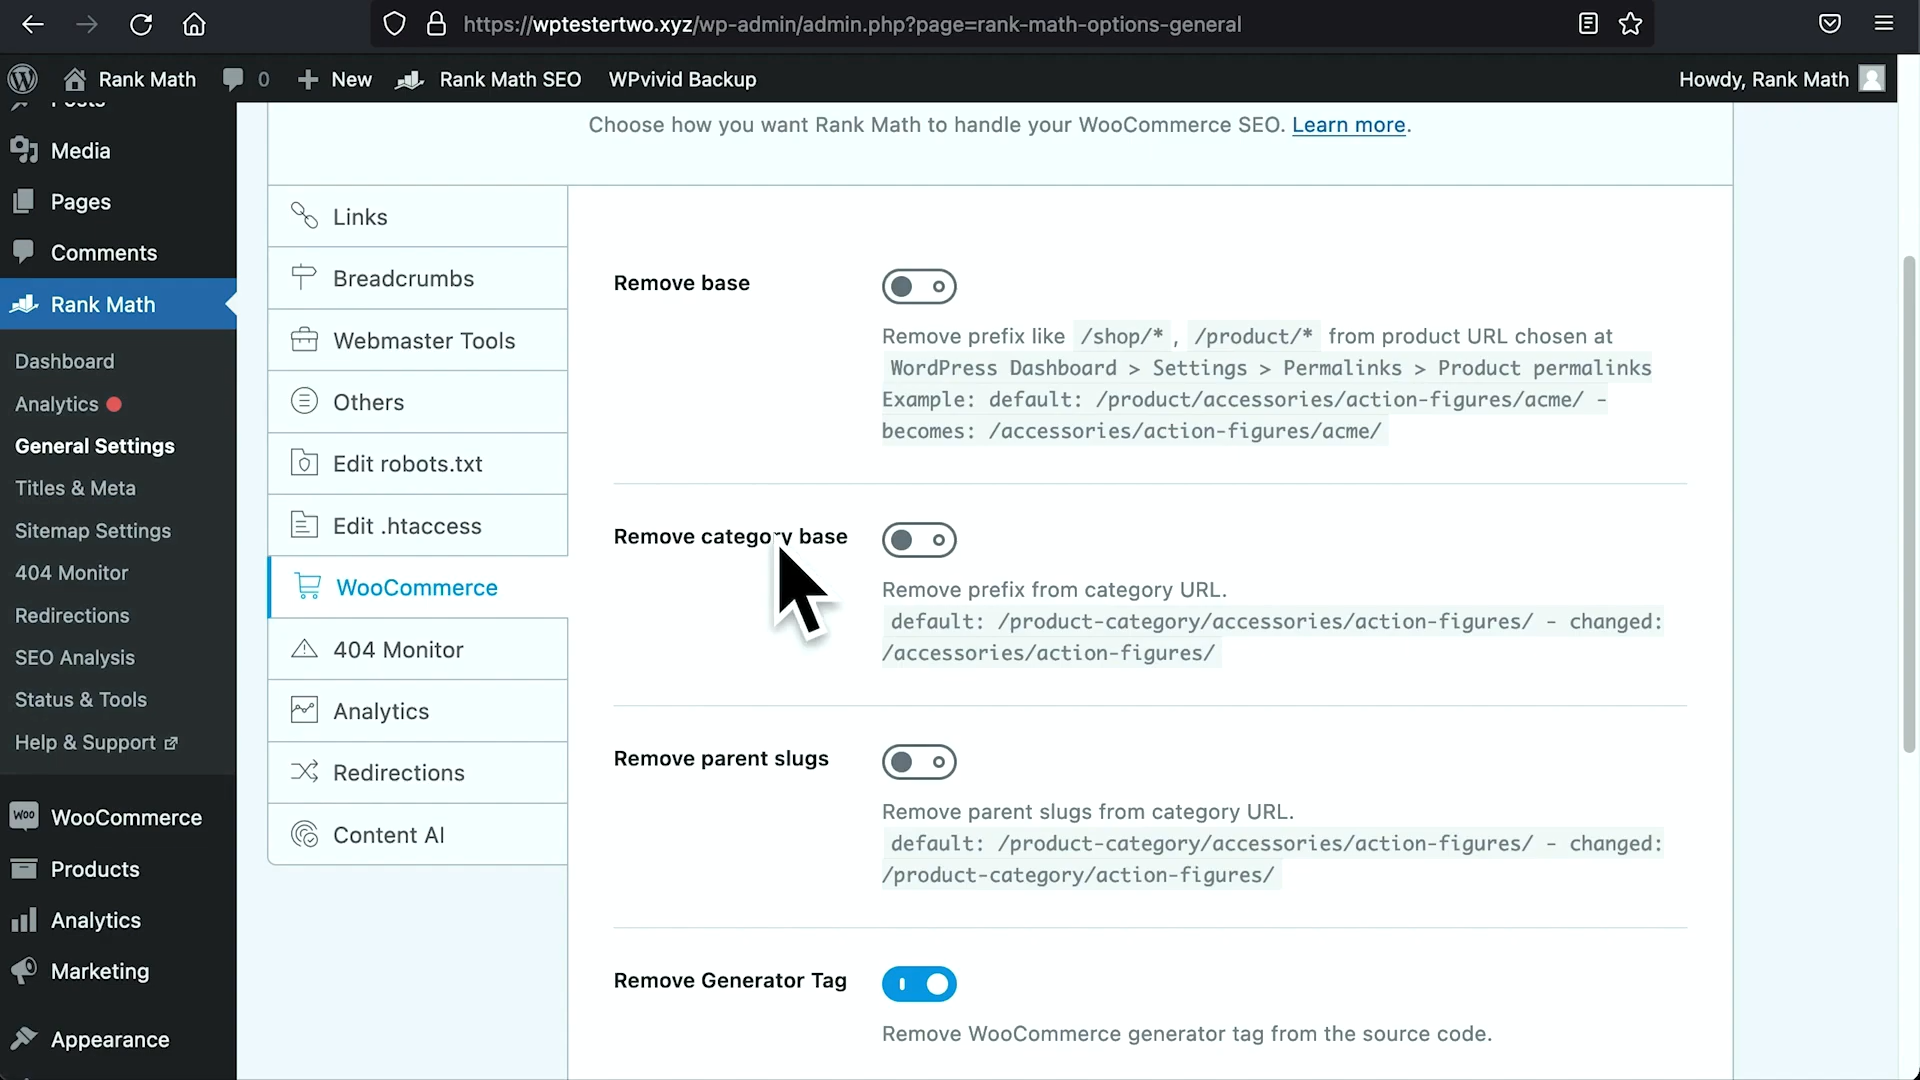 https://wptestertwo.xyz/wp-admin/admin.php?page=rank-math-options-general
Rank Math
0
New
Rank Math SEO
WPvivid Backup
Howdy, Rank Math
Posts
Media
Pages
Comments
Rank Math
Dashboard
Analytics
General Settings
Titles & Meta
Sitemap Settings
404 Monitor
Redirections
SEO Analysis
Status & Tools
Help & Support
Woo
WooCommerce
Products
Analytics
Marketing
Appearance
Choose how you want Rank Math to handle your WooCommerce SEO. Learn more.
Links
Breadcrumbs
Webmaster Tools
Others
Edit robots.txt
Edit .htaccess
WooCommerce
404 Monitor
Analytics
Redirections
Content AI
Remove base
Remove prefix like /shop/* , /product/* from product URL chosen at
WordPress Dashboard > Settings > Permalinks > Product permalinks
Example: default: /product/accessories/action-figures/acme/ -
becomes: /accessories/action-figures/acme/
Remove category base
Remove prefix from category URL.
default: /product-category/accessories/action-figures/ - changed:
/accessories/action-figures/
Remove parent slugs
Remove parent slugs from category URL.
default: /product-category/accessories/action-figures/ - changed:
/product-category/action-figures/
Remove Generator Tag
Remove WooCommerce generator tag from the source code.